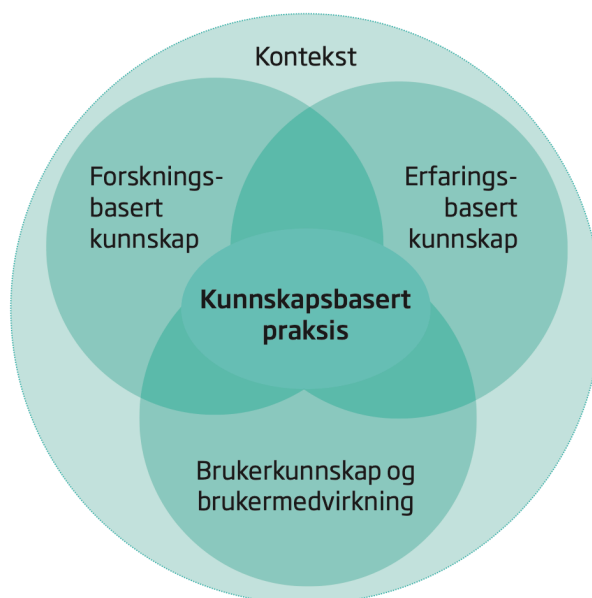 Kontekst
Forsknings-
basert
kunnskap
Erfarings-
basert
kunnskap
Kunnskapsbasert
praksis
Brukerkunnskap og
brukermedvirkning